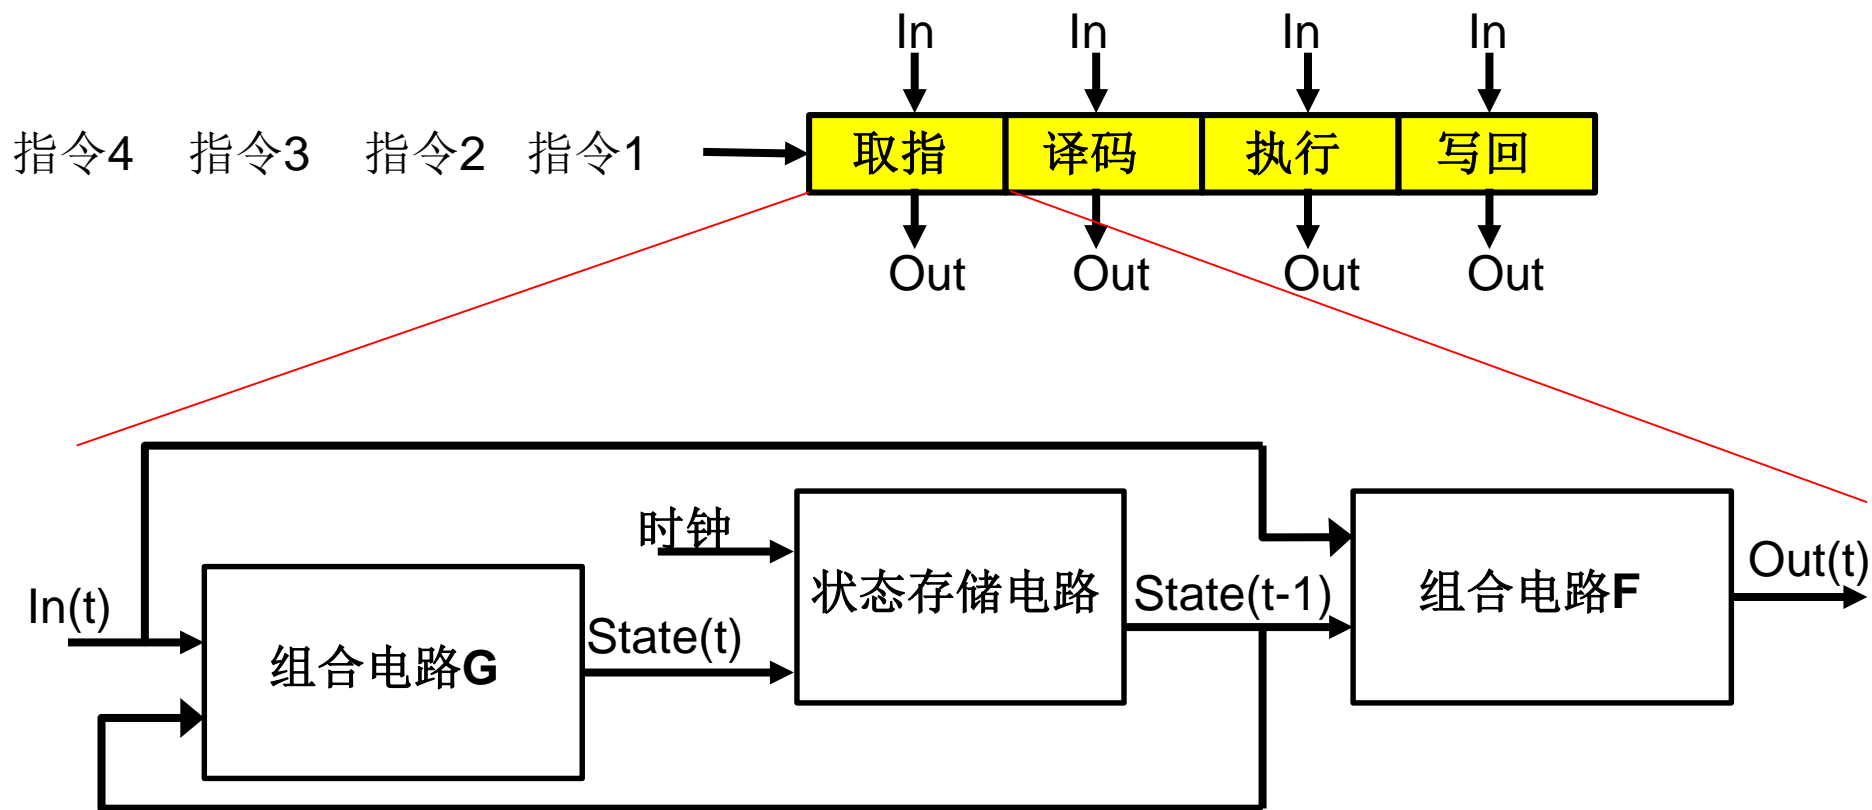 In In In In
指令4 指令3 指令2 指令1 取指 译码 执行 写回
Out Out Out Out
时钟
In(t) 组合电路G State(t) 状态存储电路 State(t-1) 组合电路F Out(t)